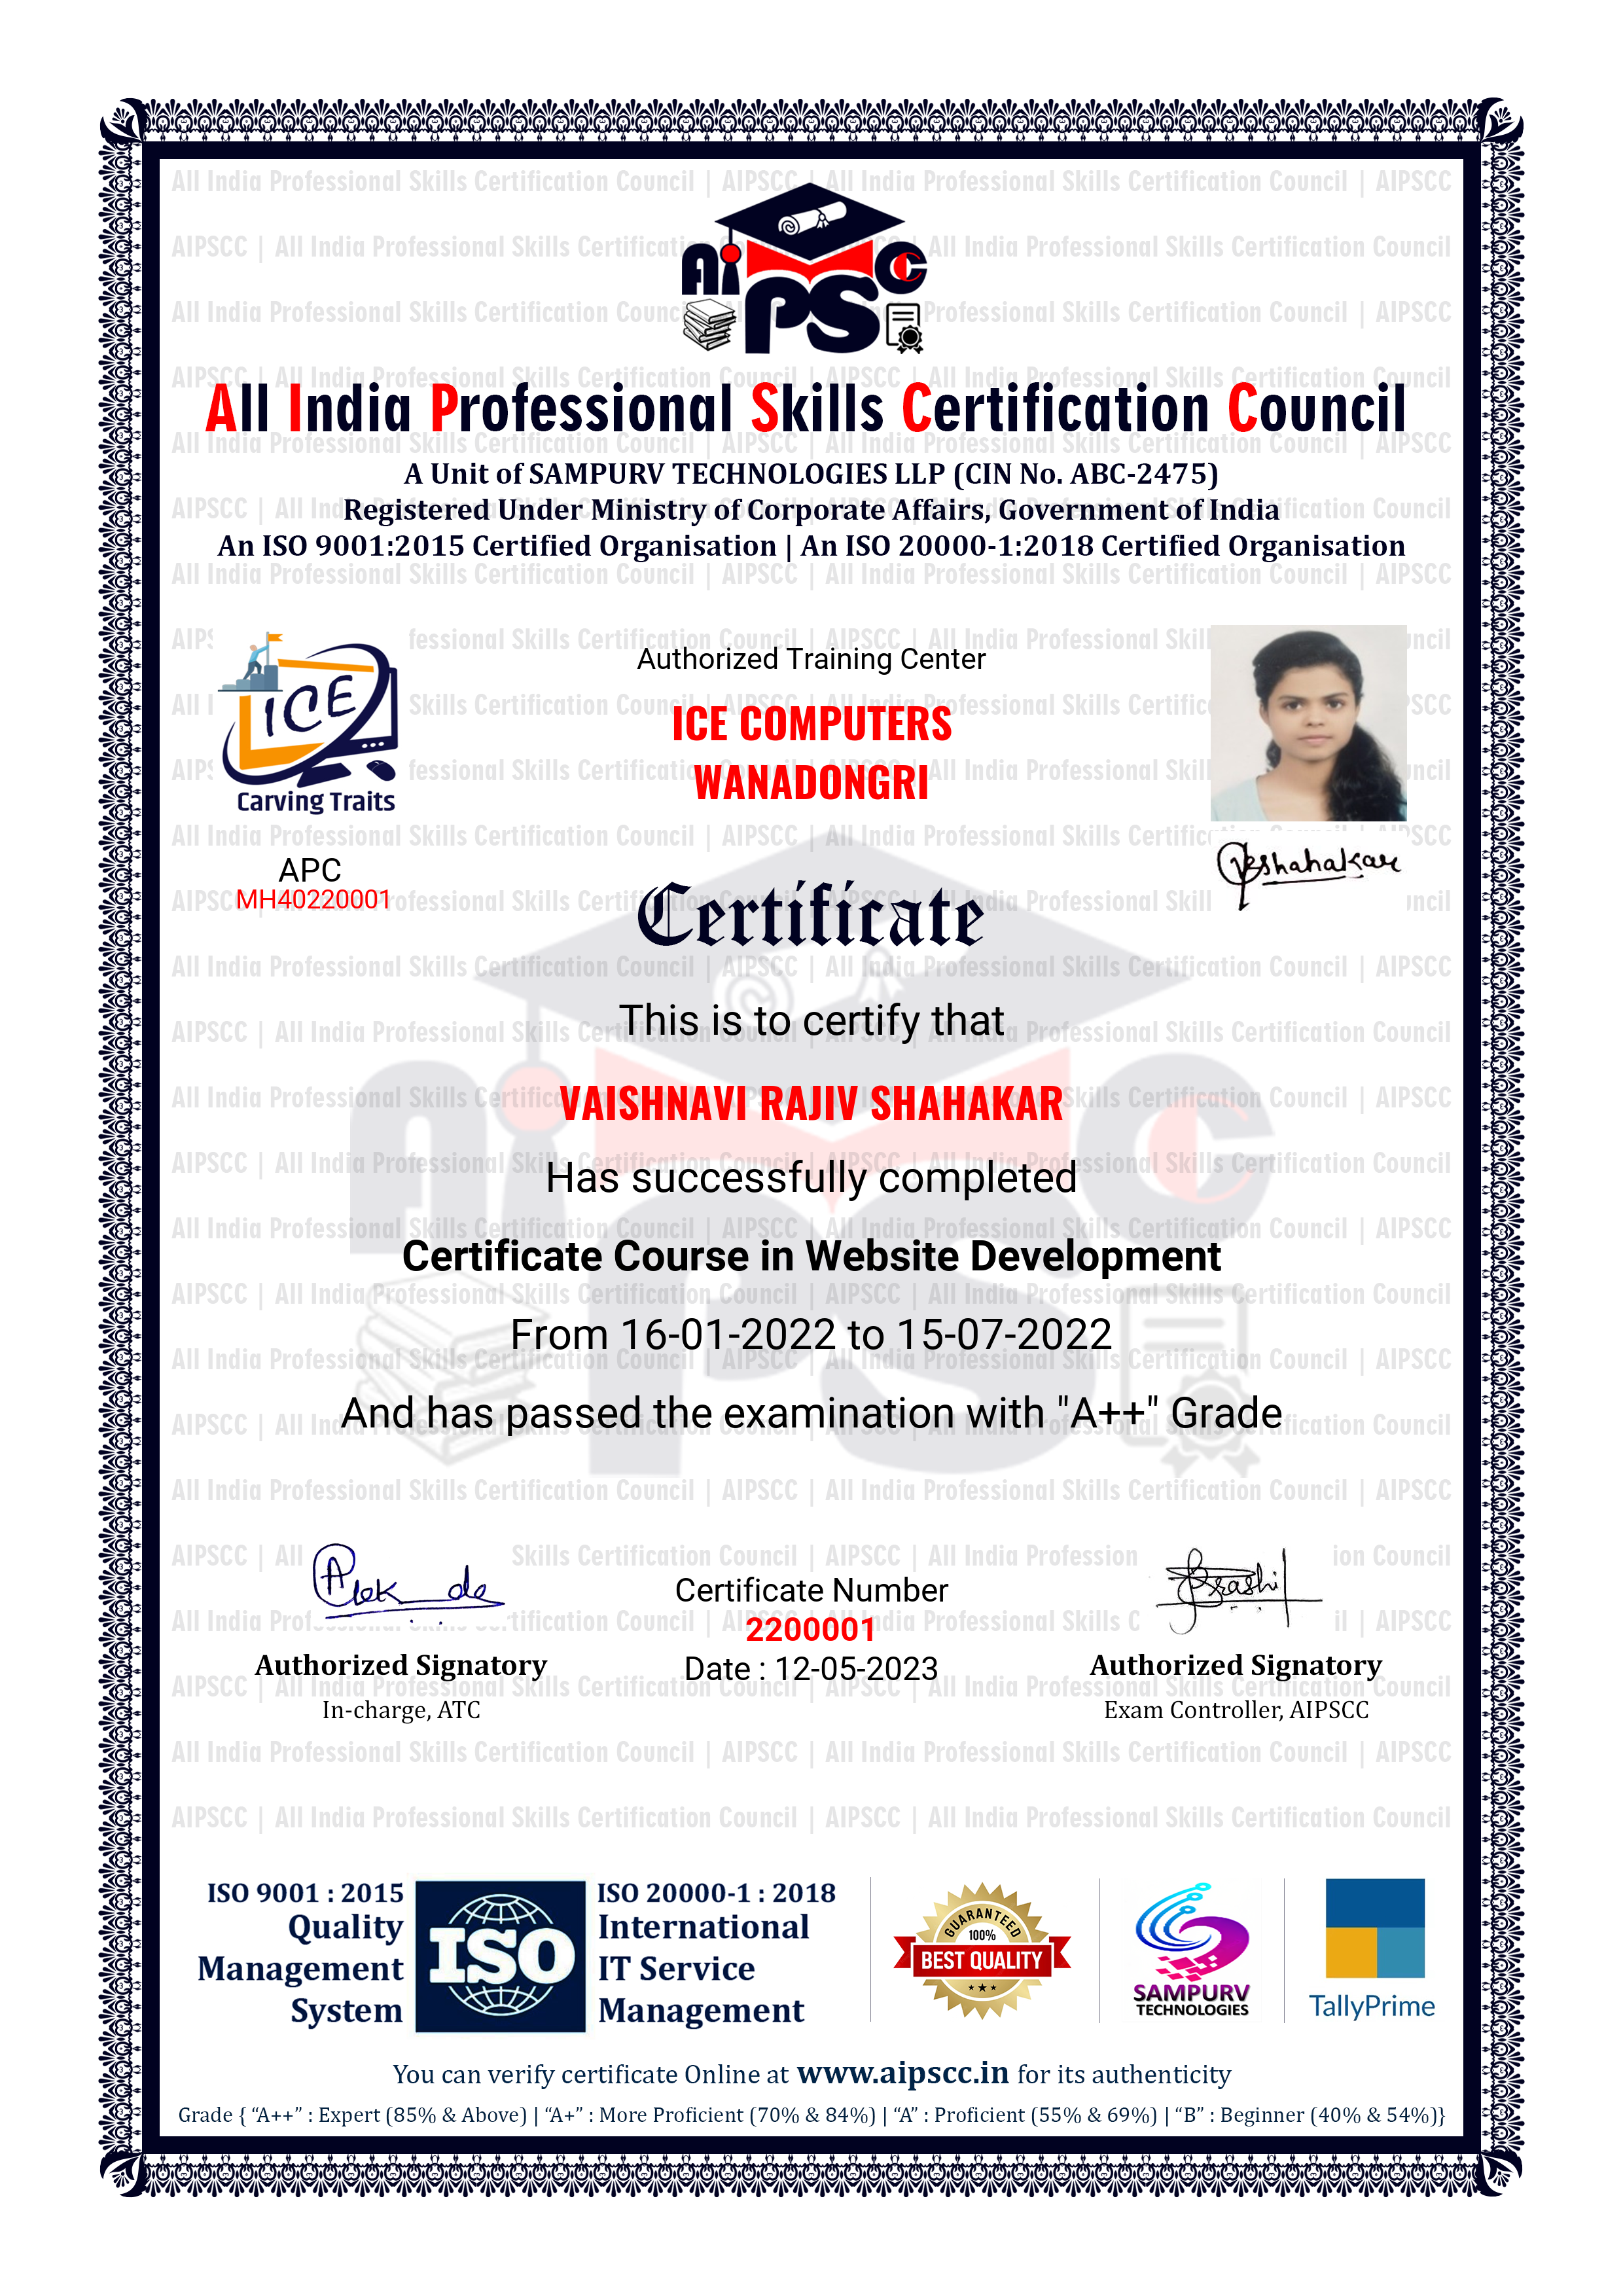 AiPSCC
All India Professional Skills Certification Council
A Unit of SAMPURV TECHNOLOGIES LLP (CIN No. ABC-2475)
Registered Under Ministry of Corporate Affairs, Government of India
An ISO 9001:2015 Certified Organisation | An ISO 20000-1:2018 Certified Organisation
ICE
Carving Traits
APC
MH40220001
Authorized Training Center
ICE COMPUTERS
WANADONGRI
Certificate
This is to certify that
VAISHNAVI RAJIV SHAHAKAR
Has successfully completed
Certificate Course in Website Development
From 16-01-2022 to 15-07-2022
And has passed the examination with "A++" Grade
Authorized Signatory
In-charge, ATC
Certificate Number
2200001
Date : 12-05-2023
Authorized Signatory
Exam Controller, AIPSCC
ISO 9001 : 2015
Quality
Management
System
ISO
ISO 20000-1 : 2018
International
IT Service
Management
GUARANTEED
100%
BEST QUALITY
SAMPURV
TECHNOLOGIES
TallyPrime
You can verify certificate Online at www.aipscc.in for its authenticity
Grade { “A++” : Expert (85% & Above) | “A+” : More Proficient (70% & 84%) | “A” : Proficient (55% & 69%) | “B” : Beginner (40% & 54%)}